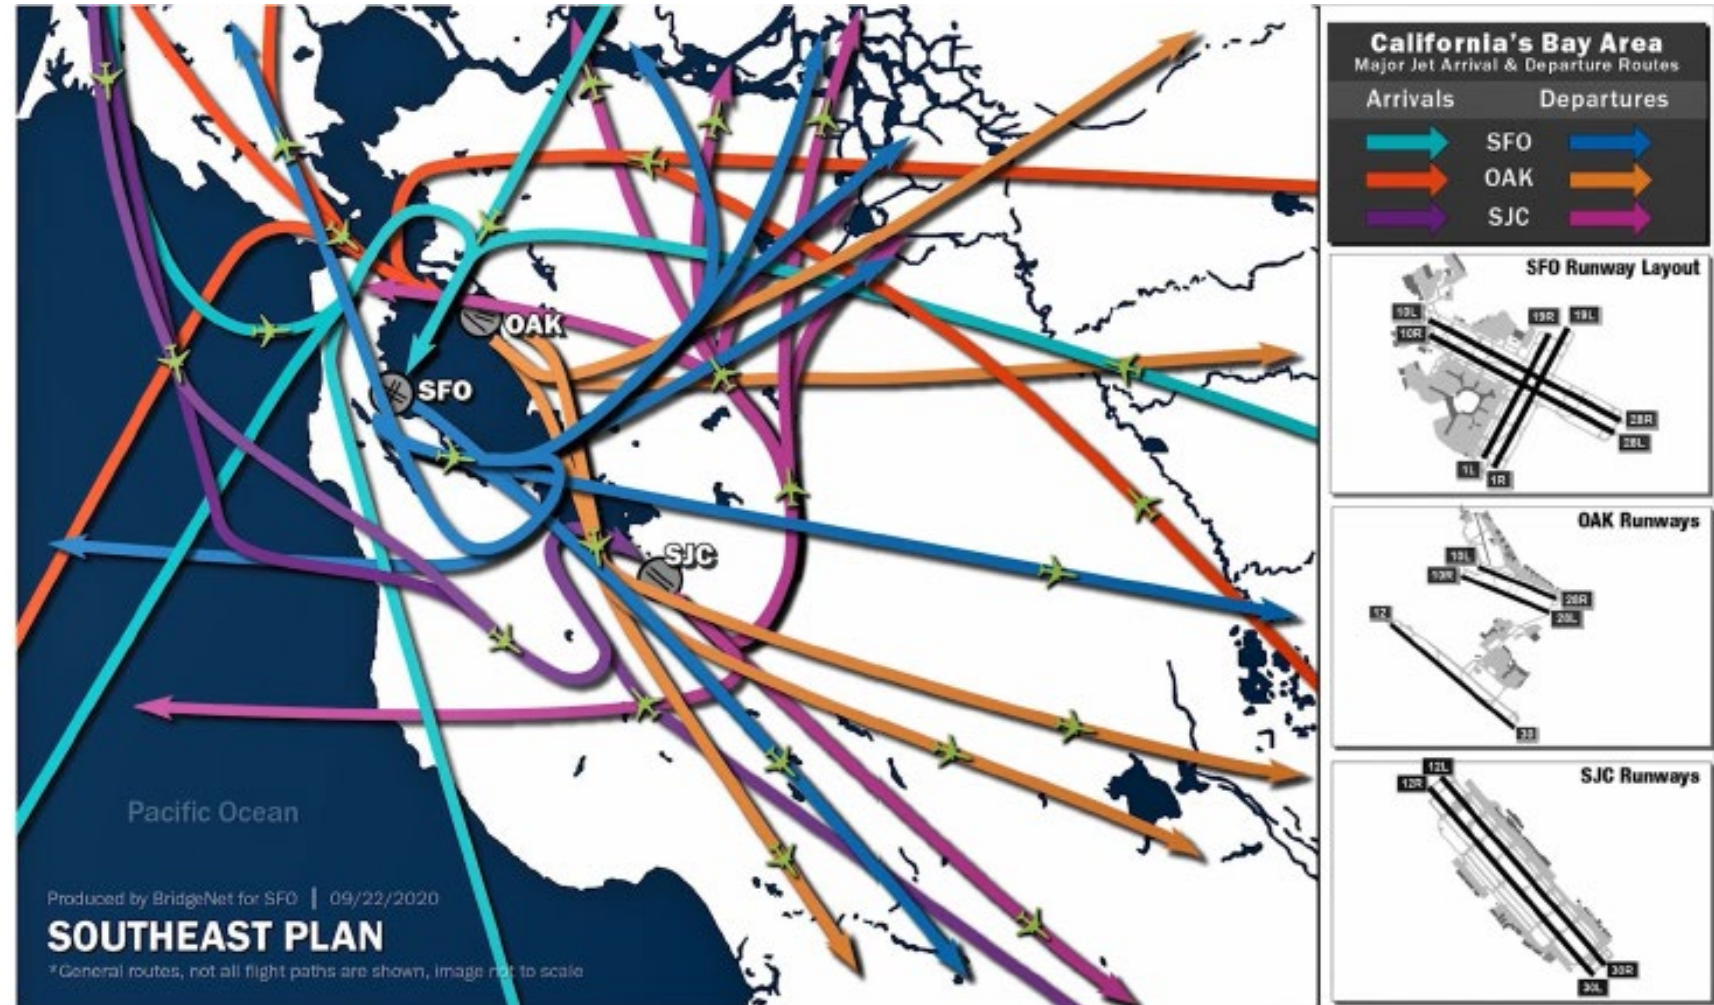 OAK
SFO
SJC
Pacific Ocean
Produced by BridgeNet for SFO | 09/22/2020
SOUTHEAST PLAN
*General routes, not all flight paths are shown, image not to scale
California's Bay Area
Major Jet Arrival & Departure Routes
Arrivals Departures
SFO
OAK
SJC
SFO Runway Layout
10L
10R
19R
19L
28R
28L
1L
1R
OAK Runways
10L
10R
28R
28L
12
SJC Runways
12L
12R
30R
30L